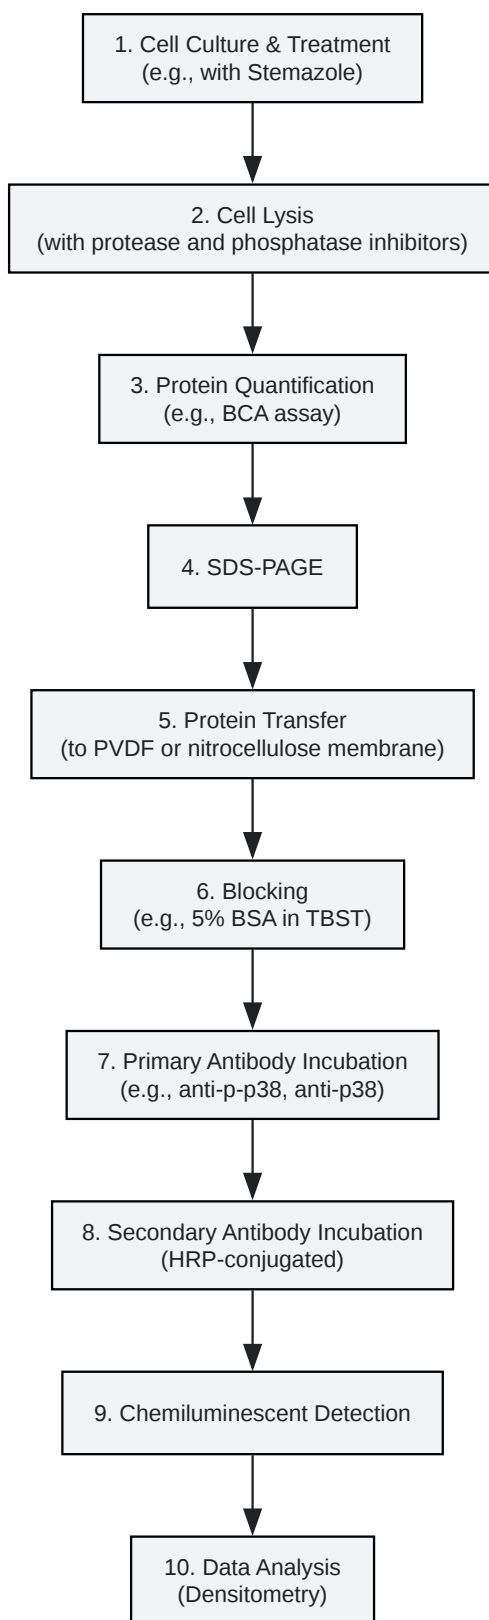 1. Cell Culture & Treatment
(e.g., with Stemazole)
2. Cell Lysis
(with protease and phosphatase inhibitors)
3. Protein Quantification
(e.g., BCA assay)
4. SDS-PAGE
5. Protein Transfer
(to PVDF or nitrocellulose membrane)
6. Blocking
(e.g., 5% BSA in TBST)
7. Primary Antibody Incubation
(e.g., anti-p-p38, anti-p38)
8. Secondary Antibody Incubation
(HRP-conjugated)
9. Chemiluminescent Detection
10. Data Analysis
(Densitometry)